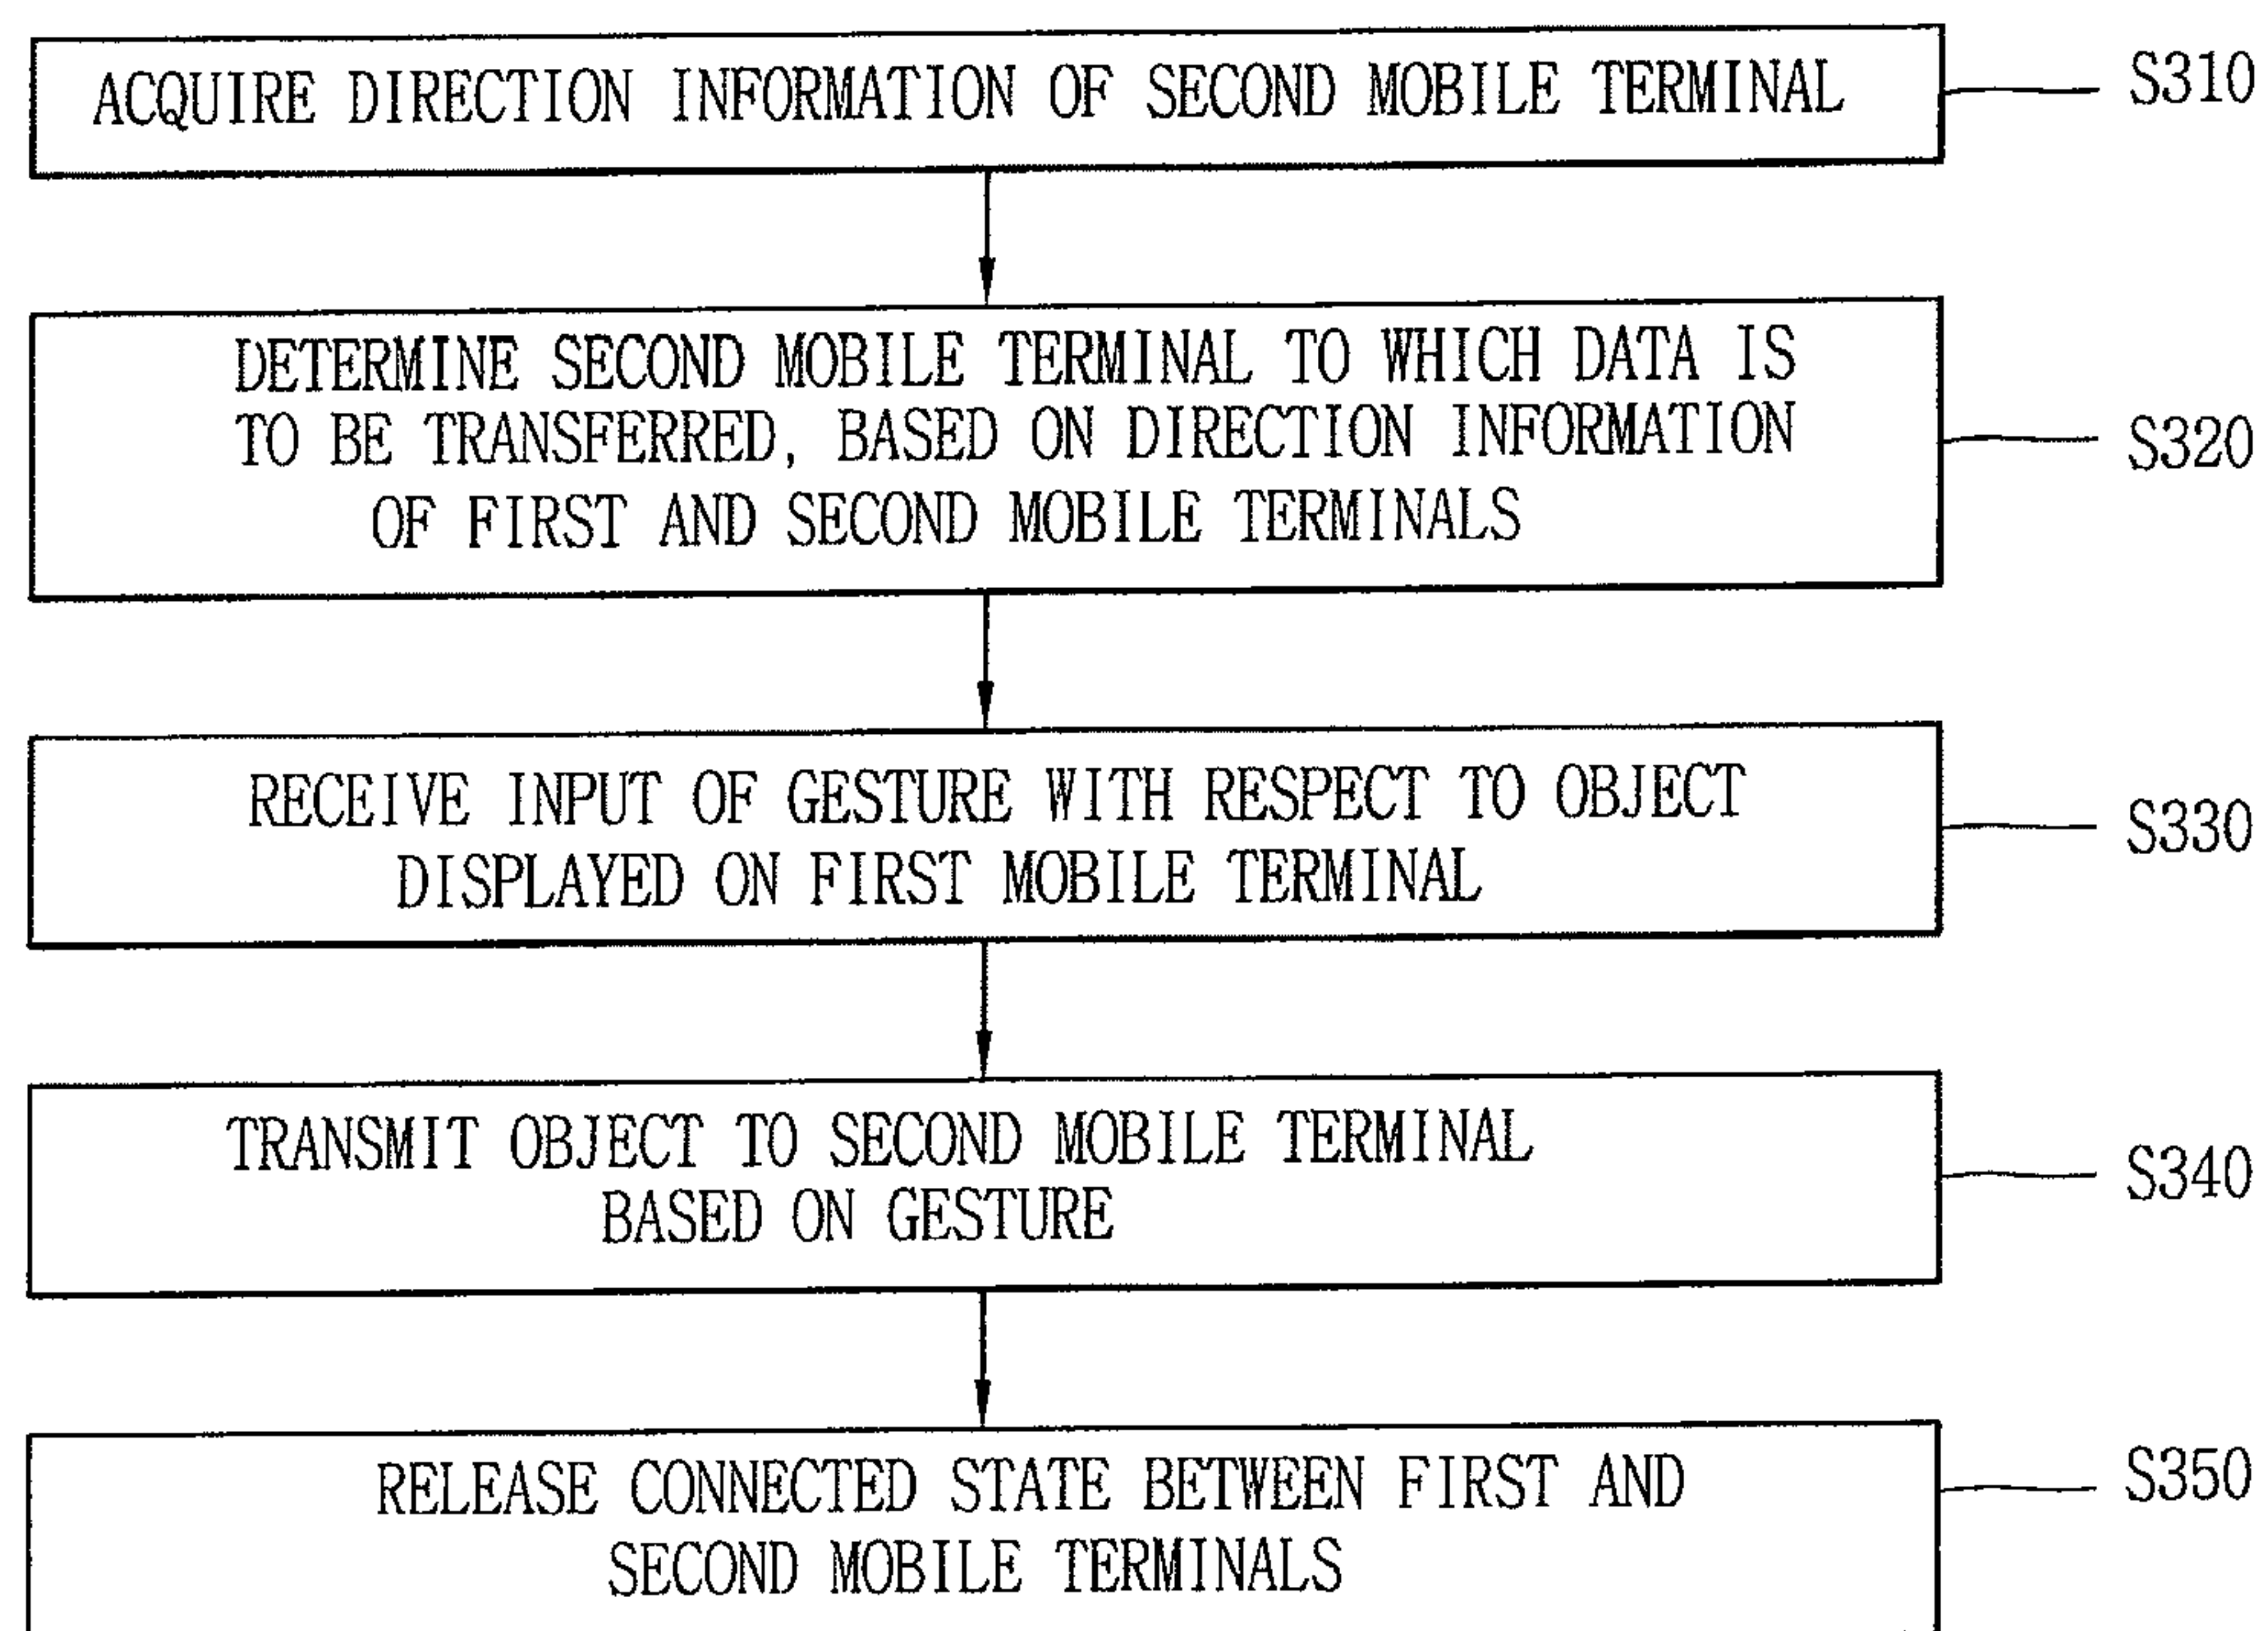 ACQUIRE DIRECTION INFORMATION OF SECOND MOBILE TERMINAL
S310
DETERMINE SECOND MOBILE TERMINAL TO WHICH DATA IS
TO BE TRANSFERRED, BASED ON DIRECTION INFORMATION
OF FIRST AND SECOND MOBILE TERMINALS
S320
RECEIVE INPUT OF GESTURE WITH RESPECT TO OBJECT
DISPLAYED ON FIRST MOBILE TERMINAL
S330
TRANSMIT OBJECT TO SECOND MOBILE TERMINAL
BASED ON GESTURE
S340
RELEASE CONNECTED STATE BETWEEN FIRST AND
SECOND MOBILE TERMINALS
S350